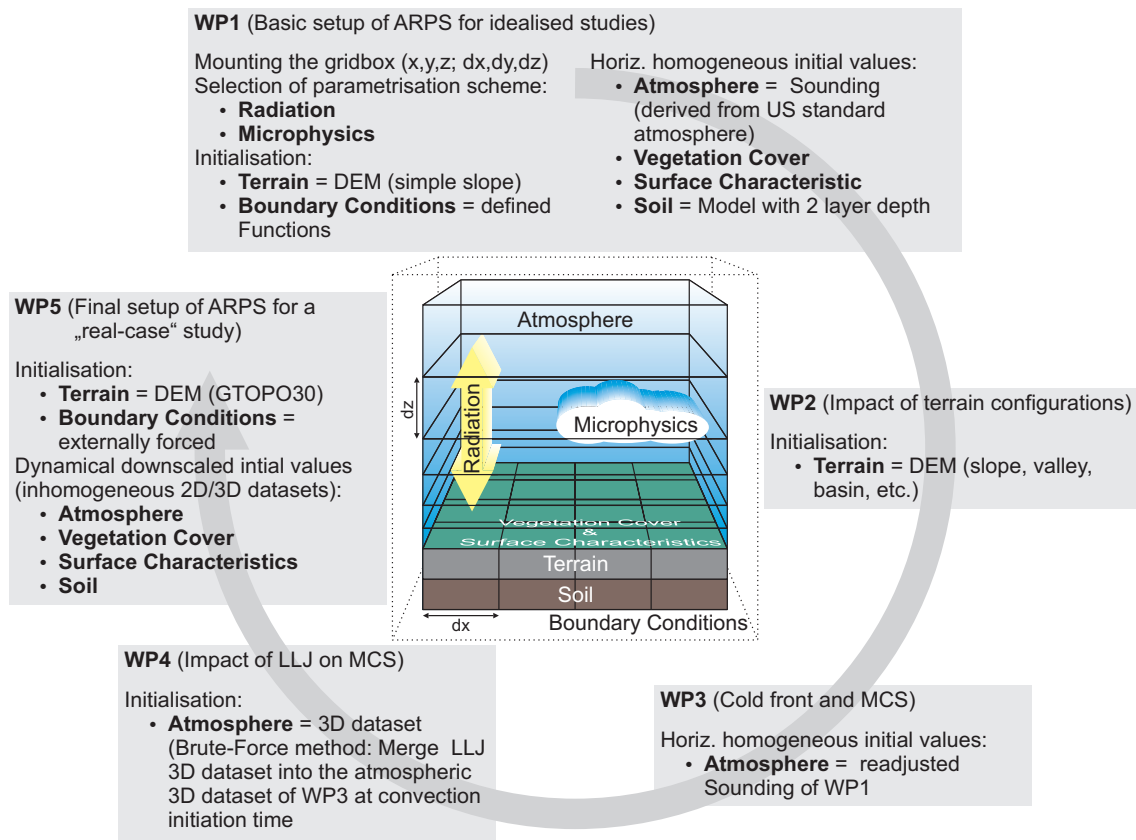 WP1 (Basic setup of ARPS for idealised studies)
Mounting the gridbox (x,y,z; dx,dy,dz)
Selection of parametrisation scheme:
• Radiation
• Microphysics
Initialisation:
• Terrain = DEM (simple slope)
• Boundary Conditions = defined
Functions
Horiz. homogeneous initial values:
• Atmosphere = Sounding
(derived from US standard
atmosphere)
• Vegetation Cover
• Surface Characteristic
• Soil = Model with 2 layer depth
WP5 (Final setup of ARPS for a
„real-case“ study)
Initialisation:
• Terrain = DEM (GTOPO30)
• Boundary Conditions =
externally forced
Dynamical downscaled intial values
(inhomogeneous 2D/3D datasets):
• Atmosphere
• Vegetation Cover
• Surface Characteristics
• Soil
Atmosphere
dz
Radiation
Microphysics
Vegetation Cover
&
Surface Characteristics
Terrain
Soil
dx
Boundary Conditions
WP2 (Impact of terrain configurations)
Initialisation:
• Terrain = DEM (slope, valley,
basin, etc.)
WP4 (Impact of LLJ on MCS)
Initialisation:
• Atmosphere = 3D dataset
(Brute-Force method: Merge LLJ
3D dataset into the atmospheric
3D dataset of WP3 at convection
initiation time
WP3 (Cold front and MCS)
Horiz. homogeneous initial values:
• Atmosphere = readjusted
Sounding of WP1